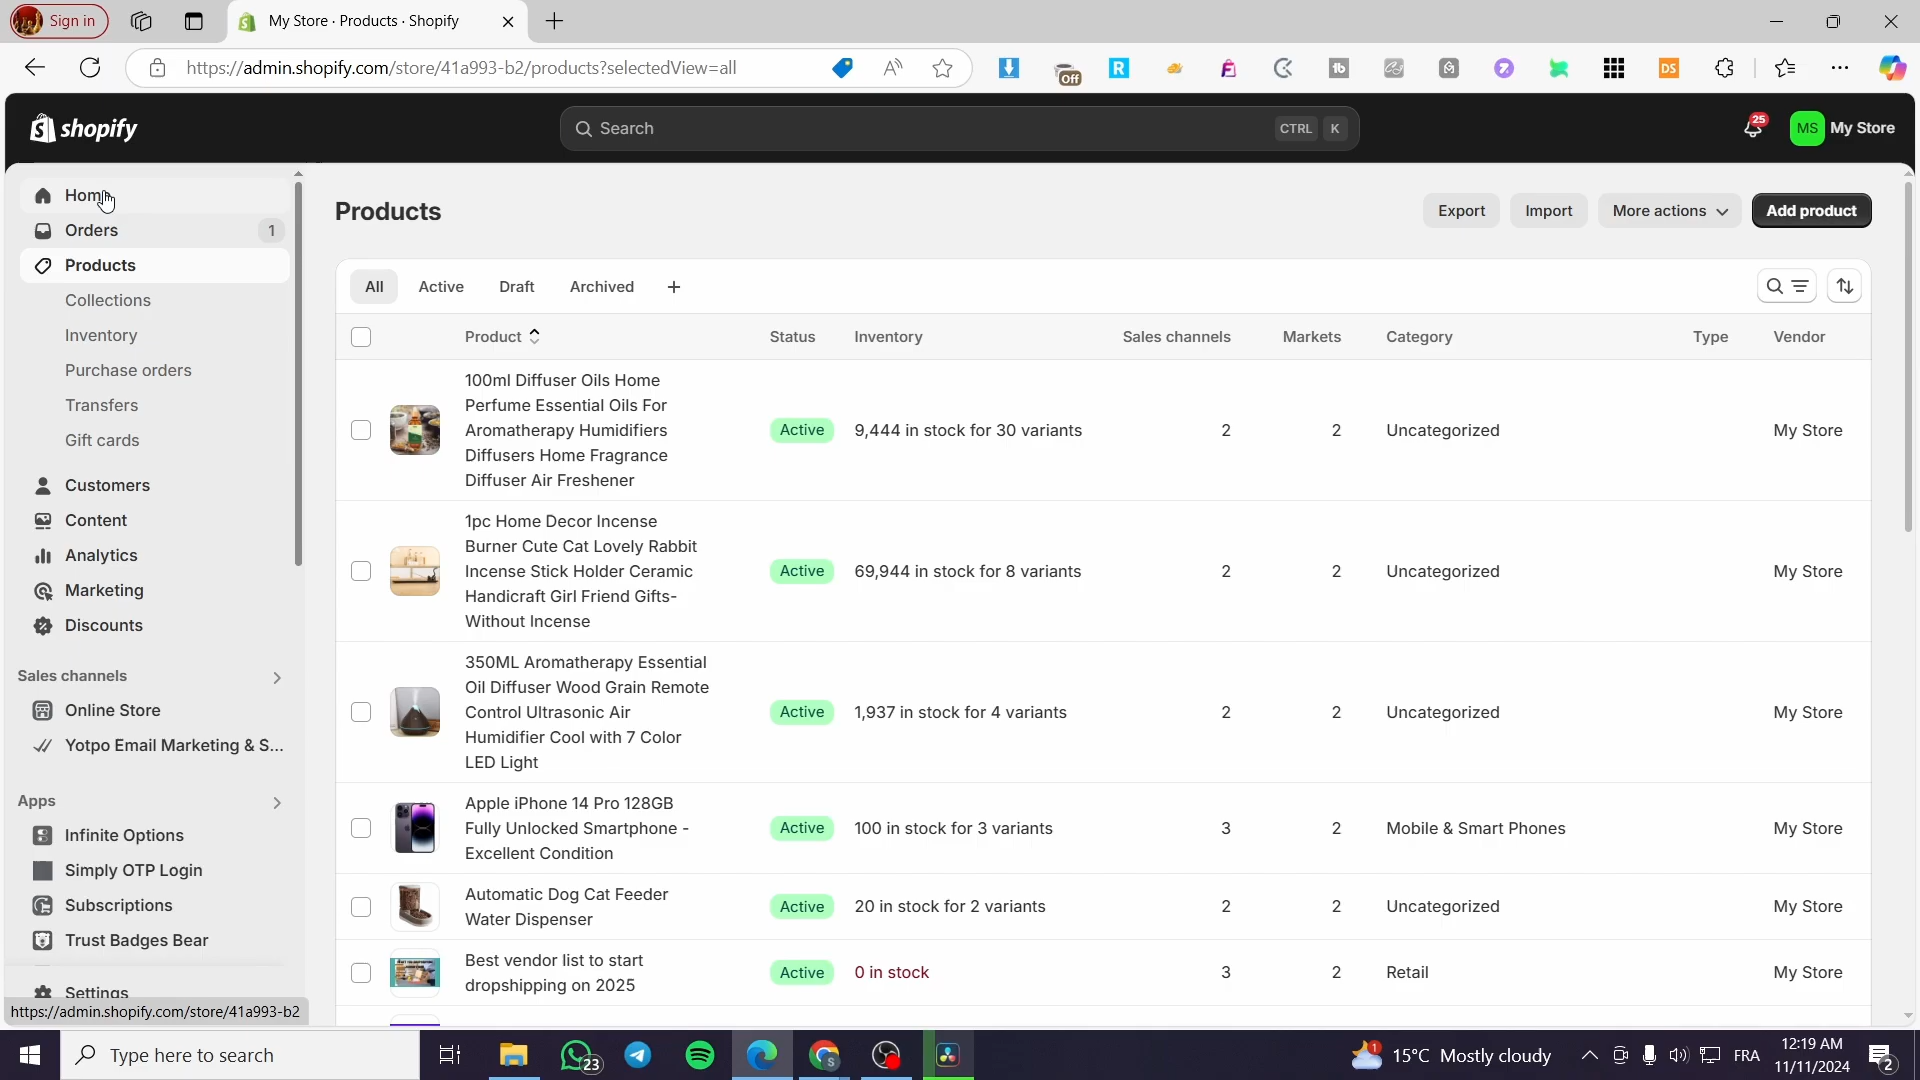 Sign in
My Store · Products · Shopify
https://admin.shopify.com/store/41a993-b2/products?selectedView=all
Off
DS
shopify
Search
CTRL K
25
MS My Store
Home
Orders 1
Products
Collections
Inventory
Purchase orders
Transfers
Gift cards
Customers
Content
Analytics
Marketing
Discounts
Sales channels
Online Store
Yotpo Email Marketing & S...
Apps
Infinite Options
Simply OTP Login
Subscriptions
Trust Badges Bear
Settings
https://admin.shopify.com/store/41a993-b2
Products
Export Import More actions Add product
All Active Draft Archived +
Product Status Inventory Sales channels Markets Category Type Vendor
100ml Diffuser Oils Home
Perfume Essential Oils For
Aromatherapy Humidifiers
Diffusers Home Fragrance
Diffuser Air Freshener
Active 9,444 in stock for 30 variants 2 2 Uncategorized My Store
1pc Home Decor Incense
Burner Cute Cat Lovely Rabbit
Incense Stick Holder Ceramic
Handicraft Girl Friend Gifts-
Without Incense
Active 69,944 in stock for 8 variants 2 2 Uncategorized My Store
350ML Aromatherapy Essential
Oil Diffuser Wood Grain Remote
Control Ultrasonic Air
Humidifier Cool with 7 Color
LED Light
Active 1,937 in stock for 4 variants 2 2 Uncategorized My Store
Apple iPhone 14 Pro 128GB
Fully Unlocked Smartphone -
Excellent Condition
Active 100 in stock for 3 variants 3 2 Mobile & Smart Phones My Store
Automatic Dog Cat Feeder
Water Dispenser
Active 20 in stock for 2 variants 2 2 Uncategorized My Store
Best vendor list to start
dropshipping on 2025
Active 0 in stock 3 2 Retail My Store
Type here to search
23
1
15°C Mostly cloudy
FRA
12:19 AM
11/11/2024
2